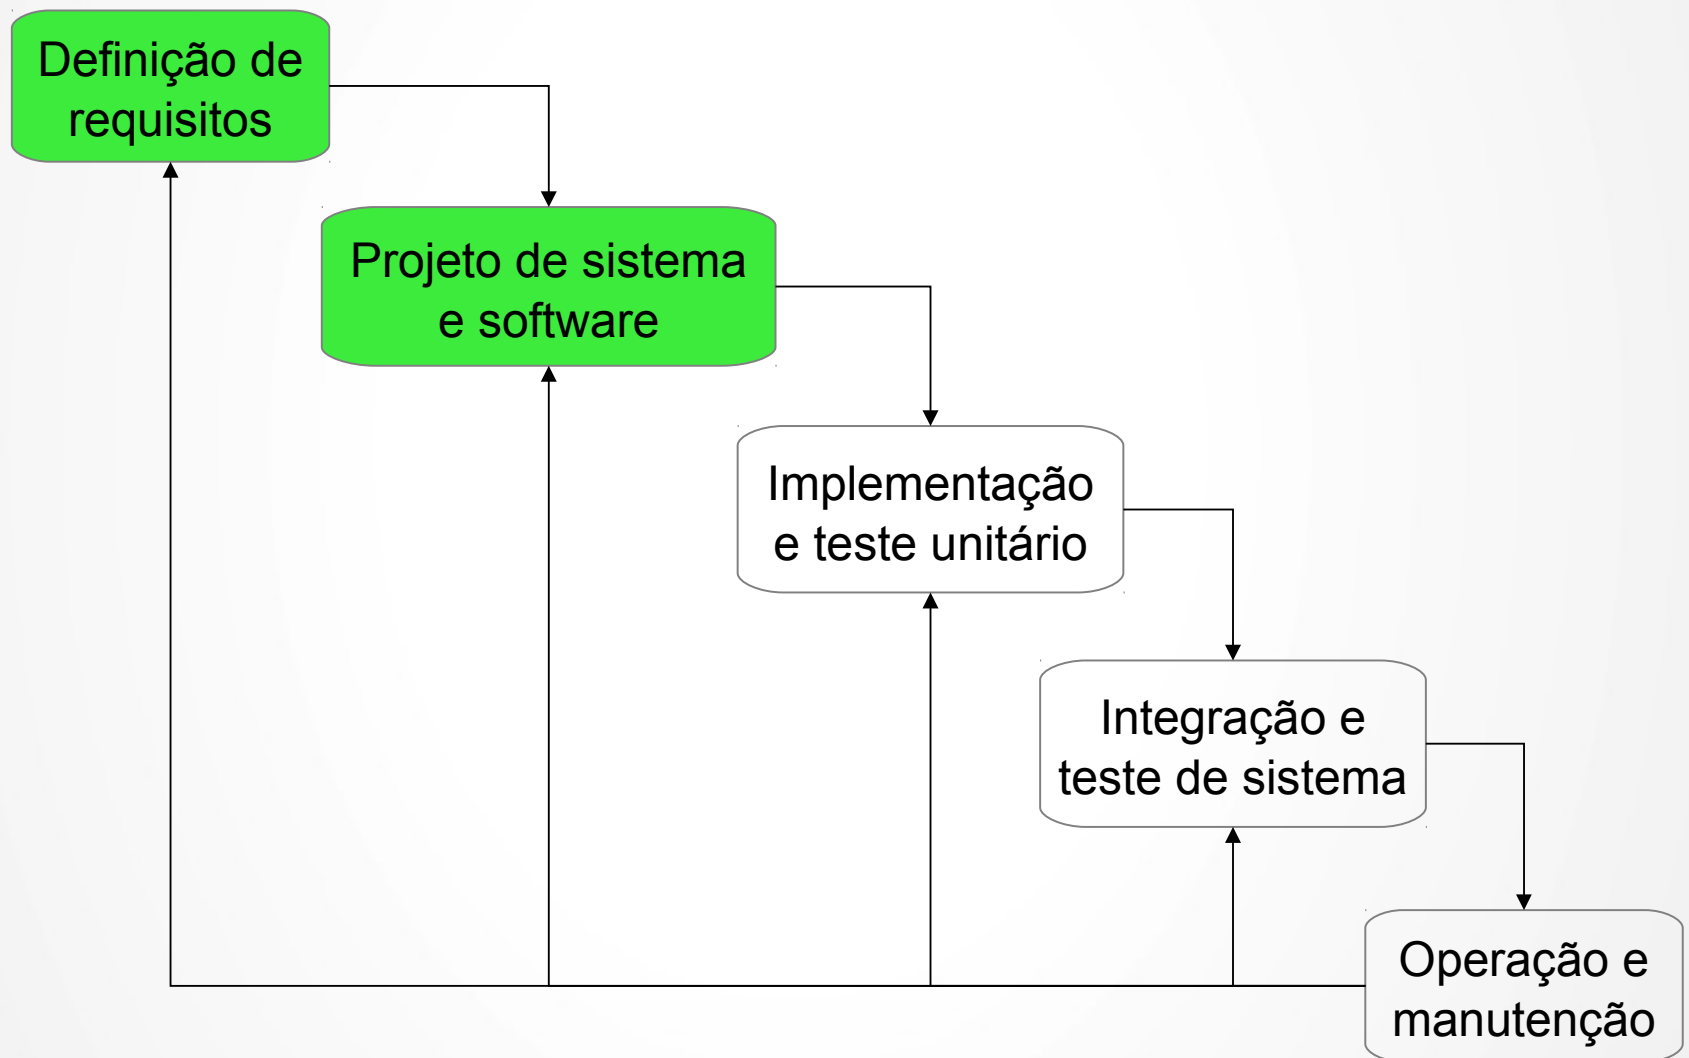 Definição de
requisitos
Projeto de sistema
e software
Implementação
e teste unitário
Integração e
teste de sistema
Operação e
manutenção